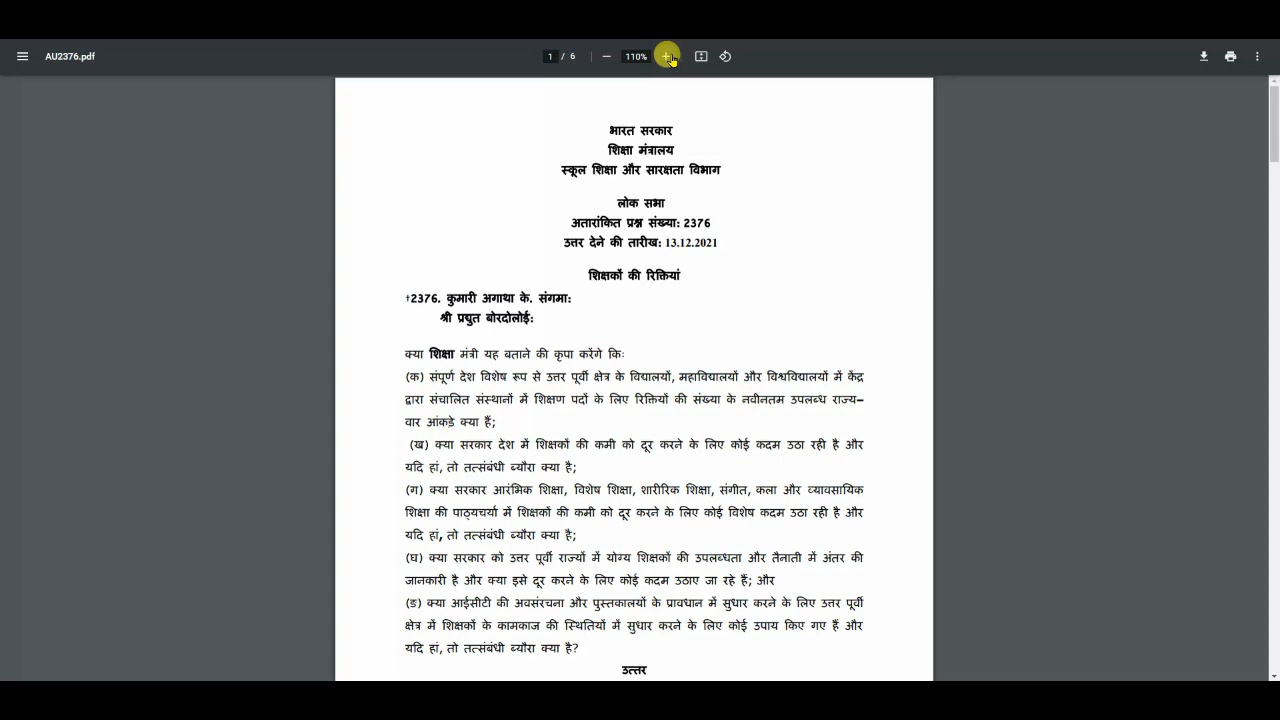 AU2376.pdf
1 / 6
110%
भारत सरकार
शिक्षा मंत्रालय
स्कूल शिक्षा और साक्षरता विभाग
लोक सभा
अतारांकित प्रश्न संख्या: 2376
उत्तर देने की तारीख: 13.12.2021
शिक्षकों की रिक्तियां
†2376. कुमारी अगाथा के. संगमा:
श्री प्रद्युत बोरदोलोई:
क्या शिक्षा मंत्री यह बताने की कृपा करेंगे कि:
(क) संपूर्ण देश विशेष रूप से उत्तर पूर्वी क्षेत्र के विद्यालयों, महाविद्यालयों और विश्वविद्यालयों में केंद्र
द्वारा संचालित संस्थानों में शिक्षण पदों के लिए रिक्तियों की संख्या के नवीनतम उपलब्ध राज्य-
वार आंकड़े क्या हैं;
(ख) क्या सरकार देश में शिक्षकों की कमी को दूर करने के लिए कोई कदम उठा रही है और
यदि हां, तो तत्संबंधी ब्यौरा क्या है;
(ग) क्या सरकार आरंभिक शिक्षा, विशेष शिक्षा, शारीरिक शिक्षा, संगीत, कला और व्यावसायिक
शिक्षा की पाठ्यचर्या में शिक्षकों की कमी को दूर करने के लिए कोई विशेष कदम उठा रही है और
यदि हां, तो तत्संबंधी ब्यौरा क्या है;
(घ) क्या सरकार को उत्तर पूर्वी राज्यों में योग्य शिक्षकों की उपलब्धता और तैनाती में अंतर की
जानकारी है और क्या इसे दूर करने के लिए कोई कदम उठाए जा रहे हैं; और
(ङ) क्या आईसीटी की अवसंरचना और पुस्तकालयों के प्रावधान में सुधार करने के लिए उत्तर पूर्वी
क्षेत्र में शिक्षकों के कामकाज की स्थितियों में सुधार करने के लिए कोई उपाय किए गए हैं और
यदि हां, तो तत्संबंधी ब्यौरा क्या है?
उत्तर